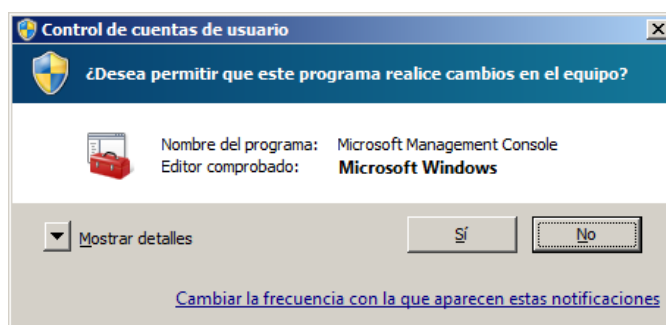 Control de cuentas de usuario
¿Desea permitir que este programa realice cambios en el equipo?
Nombre del programa: Microsoft Management Console
Editor comprobado: Microsoft Windows
Mostrar detalles Sí No
Cambiar la frecuencia con la que aparecen estas notificaciones